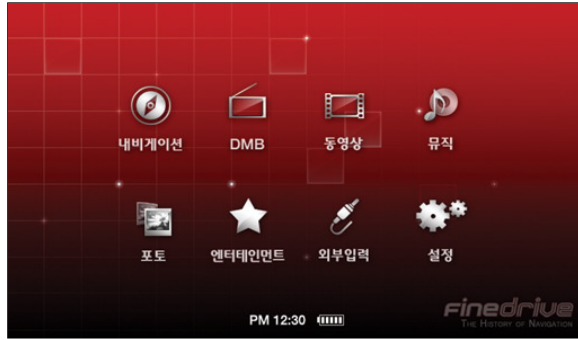 내비게이션 DMB 동영상 뮤직
포토 엔터테인먼트 외부입력 설정
PM 12:30
Finedrive
THE HISTORY OF NAVIGATION